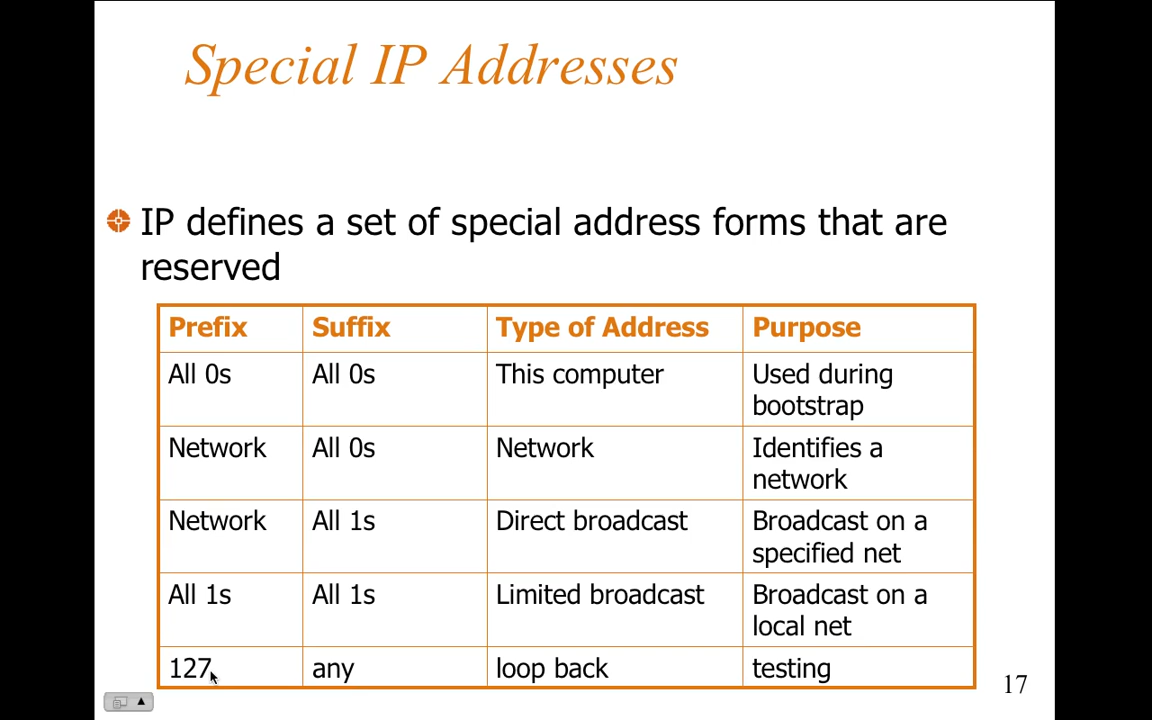 Special IP Addresses
IP defines a set of special address forms that are
reserved
Prefix Suffix Type of Address Purpose
All 0s All 0s This computer Used during
bootstrap
Network All 0s Network Identifies a
network
Network All 1s Direct broadcast Broadcast on a
specified net
All 1s All 1s Limited broadcast Broadcast on a
local net
127 any loop back testing
17